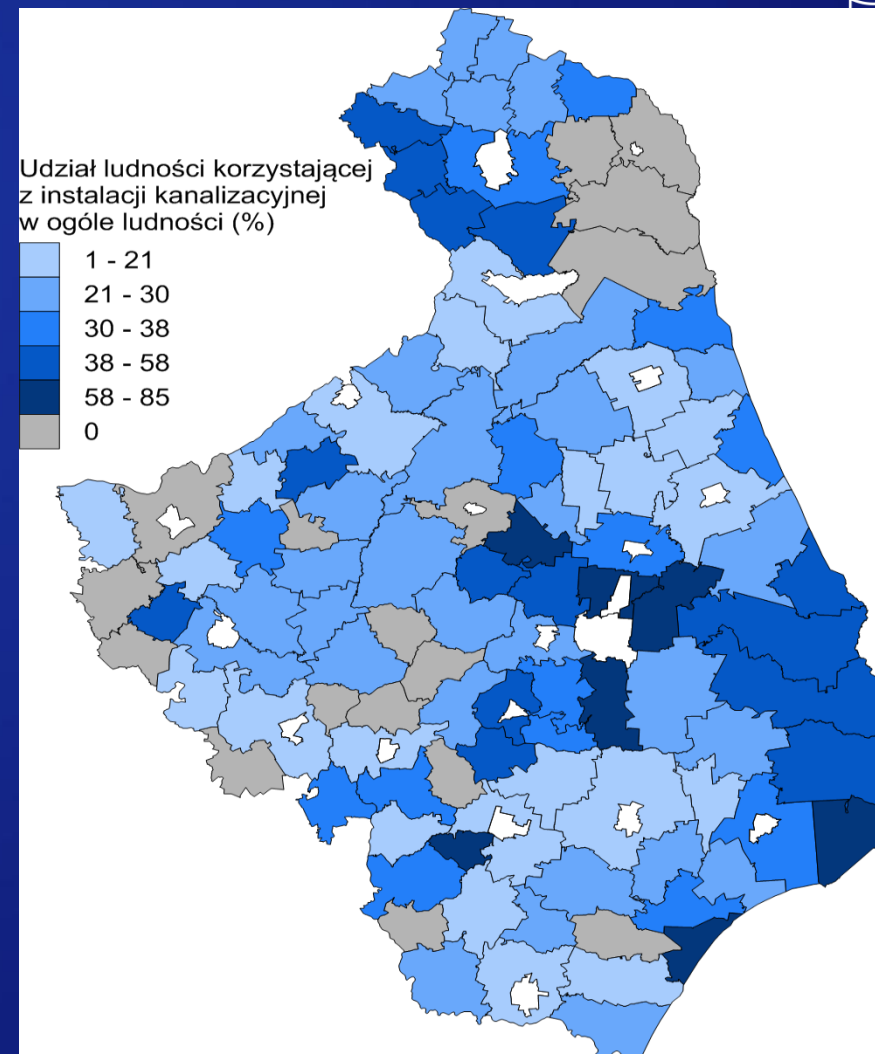 Udział ludności korzystającej
z instalacji kanalizacyjnej
w ogóle ludności (%)
1 - 21
21 - 30
30 - 38
38 - 58
58 - 85
0